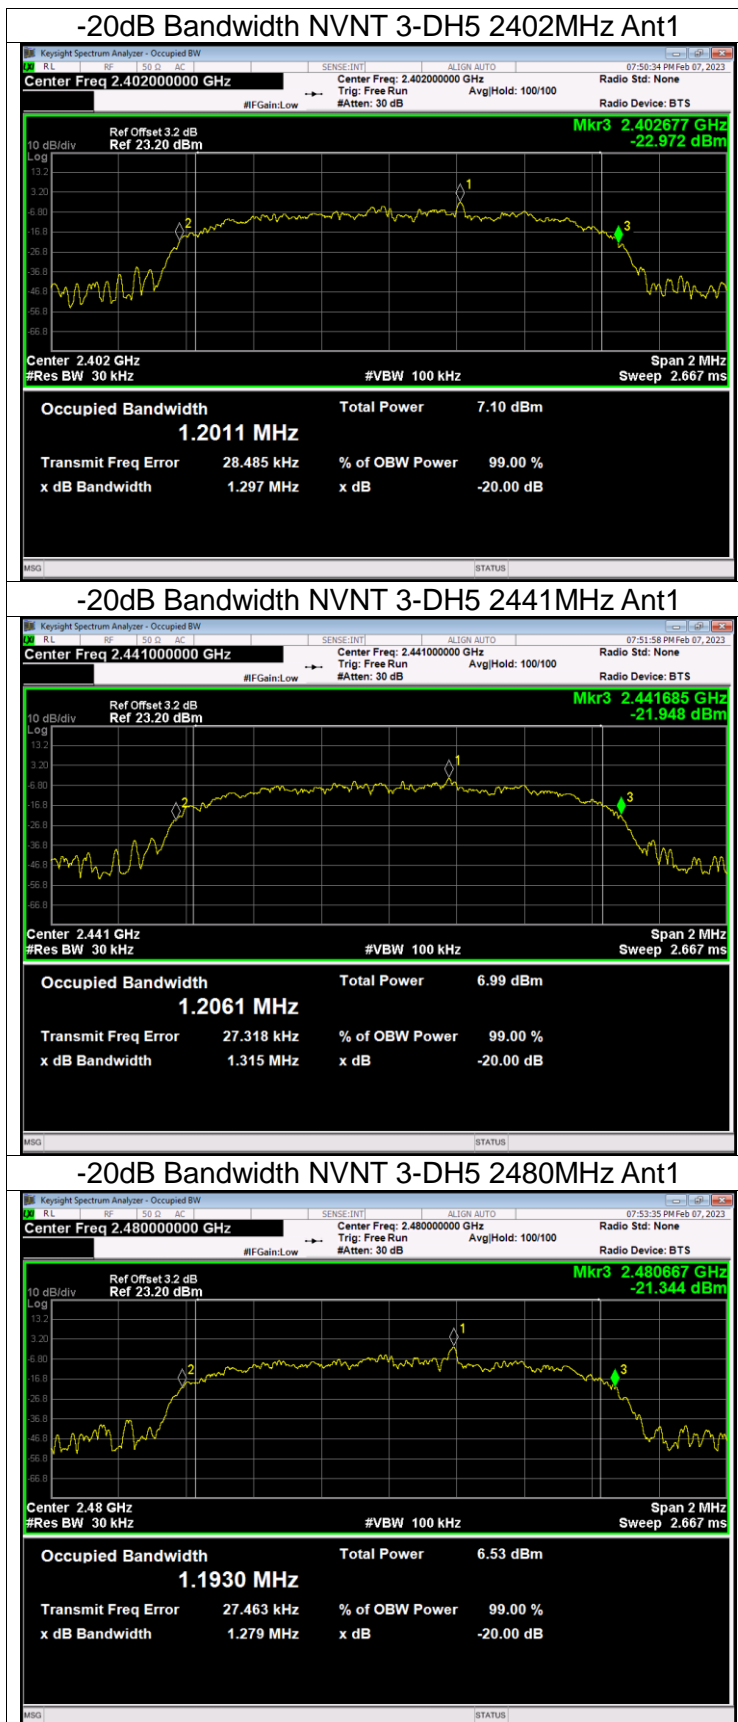 -20dB Bandwidth NVNT 3-DH5 2402MHz Ant1
Keysight Spectrum Analyzer - Occupied BW
RL RF 50 Ω AC SENSE:INT ALIGN AUTO 07:50:34 PM Feb 07, 2023
Center Freq 2.402000000 GHz Center Freq: 2.402000000 GHz Radio Std: None
Trig: Free Run Avg|Hold: 100/100
#IFGain:Low #Atten: 30 dB Radio Device: BTS
Mkr3 2.402677 GHz
-22.972 dBm
Ref Offset 3.2 dB
10 dB/div Ref 23.20 dBm
Log
13.2
3.20
-6.80
-16.8
-26.8
-36.8
-46.8
-56.8
-66.8
1
2
3
Center 2.402 GHz Span 2 MHz
#Res BW 30 kHz #VBW 100 kHz Sweep 2.667 ms
Occupied Bandwidth Total Power 7.10 dBm
1.2011 MHz
Transmit Freq Error 28.485 kHz % of OBW Power 99.00 %
x dB Bandwidth 1.297 MHz x dB -20.00 dB
MSG STATUS
-20dB Bandwidth NVNT 3-DH5 2441MHz Ant1
Keysight Spectrum Analyzer - Occupied BW
RL RF 50 Ω AC SENSE:INT ALIGN AUTO 07:51:58 PM Feb 07, 2023
Center Freq 2.441000000 GHz Center Freq: 2.441000000 GHz Radio Std: None
Trig: Free Run Avg|Hold: 100/100
#IFGain:Low #Atten: 30 dB Radio Device: BTS
Mkr3 2.441685 GHz
-21.948 dBm
Ref Offset 3.2 dB
10 dB/div Ref 23.20 dBm
Log
13.2
3.20
-6.80
-16.8
-26.8
-36.8
-46.8
-56.8
-66.8
1
2
3
Center 2.441 GHz Span 2 MHz
#Res BW 30 kHz #VBW 100 kHz Sweep 2.667 ms
Occupied Bandwidth Total Power 6.99 dBm
1.2061 MHz
Transmit Freq Error 27.318 kHz % of OBW Power 99.00 %
x dB Bandwidth 1.315 MHz x dB -20.00 dB
MSG STATUS
-20dB Bandwidth NVNT 3-DH5 2480MHz Ant1
Keysight Spectrum Analyzer - Occupied BW
RL RF 50 Ω AC SENSE:INT ALIGN AUTO 07:53:35 PM Feb 07, 2023
Center Freq 2.480000000 GHz Center Freq: 2.480000000 GHz Radio Std: None
Trig: Free Run Avg|Hold: 100/100
#IFGain:Low #Atten: 30 dB Radio Device: BTS
Mkr3 2.480667 GHz
-21.344 dBm
Ref Offset 3.2 dB
10 dB/div Ref 23.20 dBm
Log
13.2
3.20
-6.80
-16.8
-26.8
-36.8
-46.8
-56.8
-66.8
1
2
3
Center 2.48 GHz Span 2 MHz
#Res BW 30 kHz #VBW 100 kHz Sweep 2.667 ms
Occupied Bandwidth Total Power 6.53 dBm
1.1930 MHz
Transmit Freq Error 27.463 kHz % of OBW Power 99.00 %
x dB Bandwidth 1.279 MHz x dB -20.00 dB
MSG STATUS